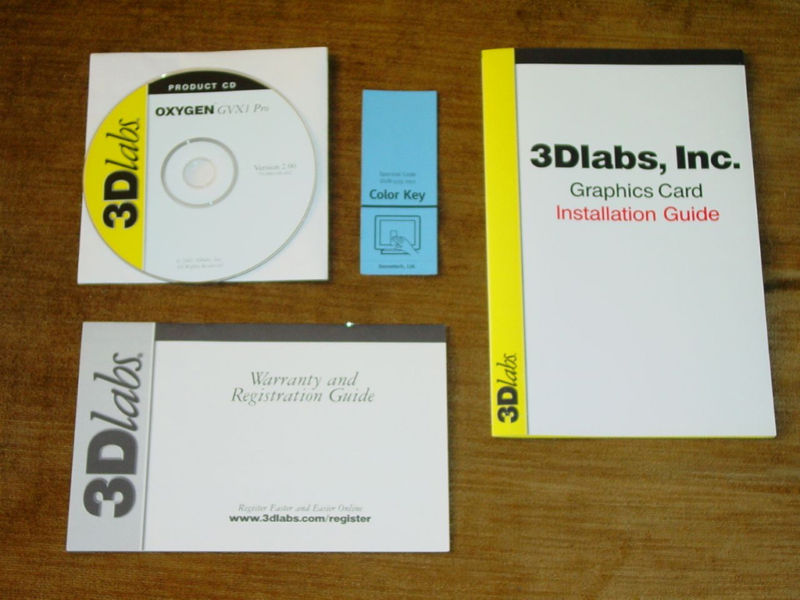 PRODUCT CD
OXYGEN GVX1 Pro
3Dlabs
Version 2.00
Color Key
3Dlabs, Inc.
Graphics Card
Installation Guide
3Dlabs
3Dlabs
Warranty and
Registration Guide
Register Faster and Easier Online
www.3dlabs.com/register